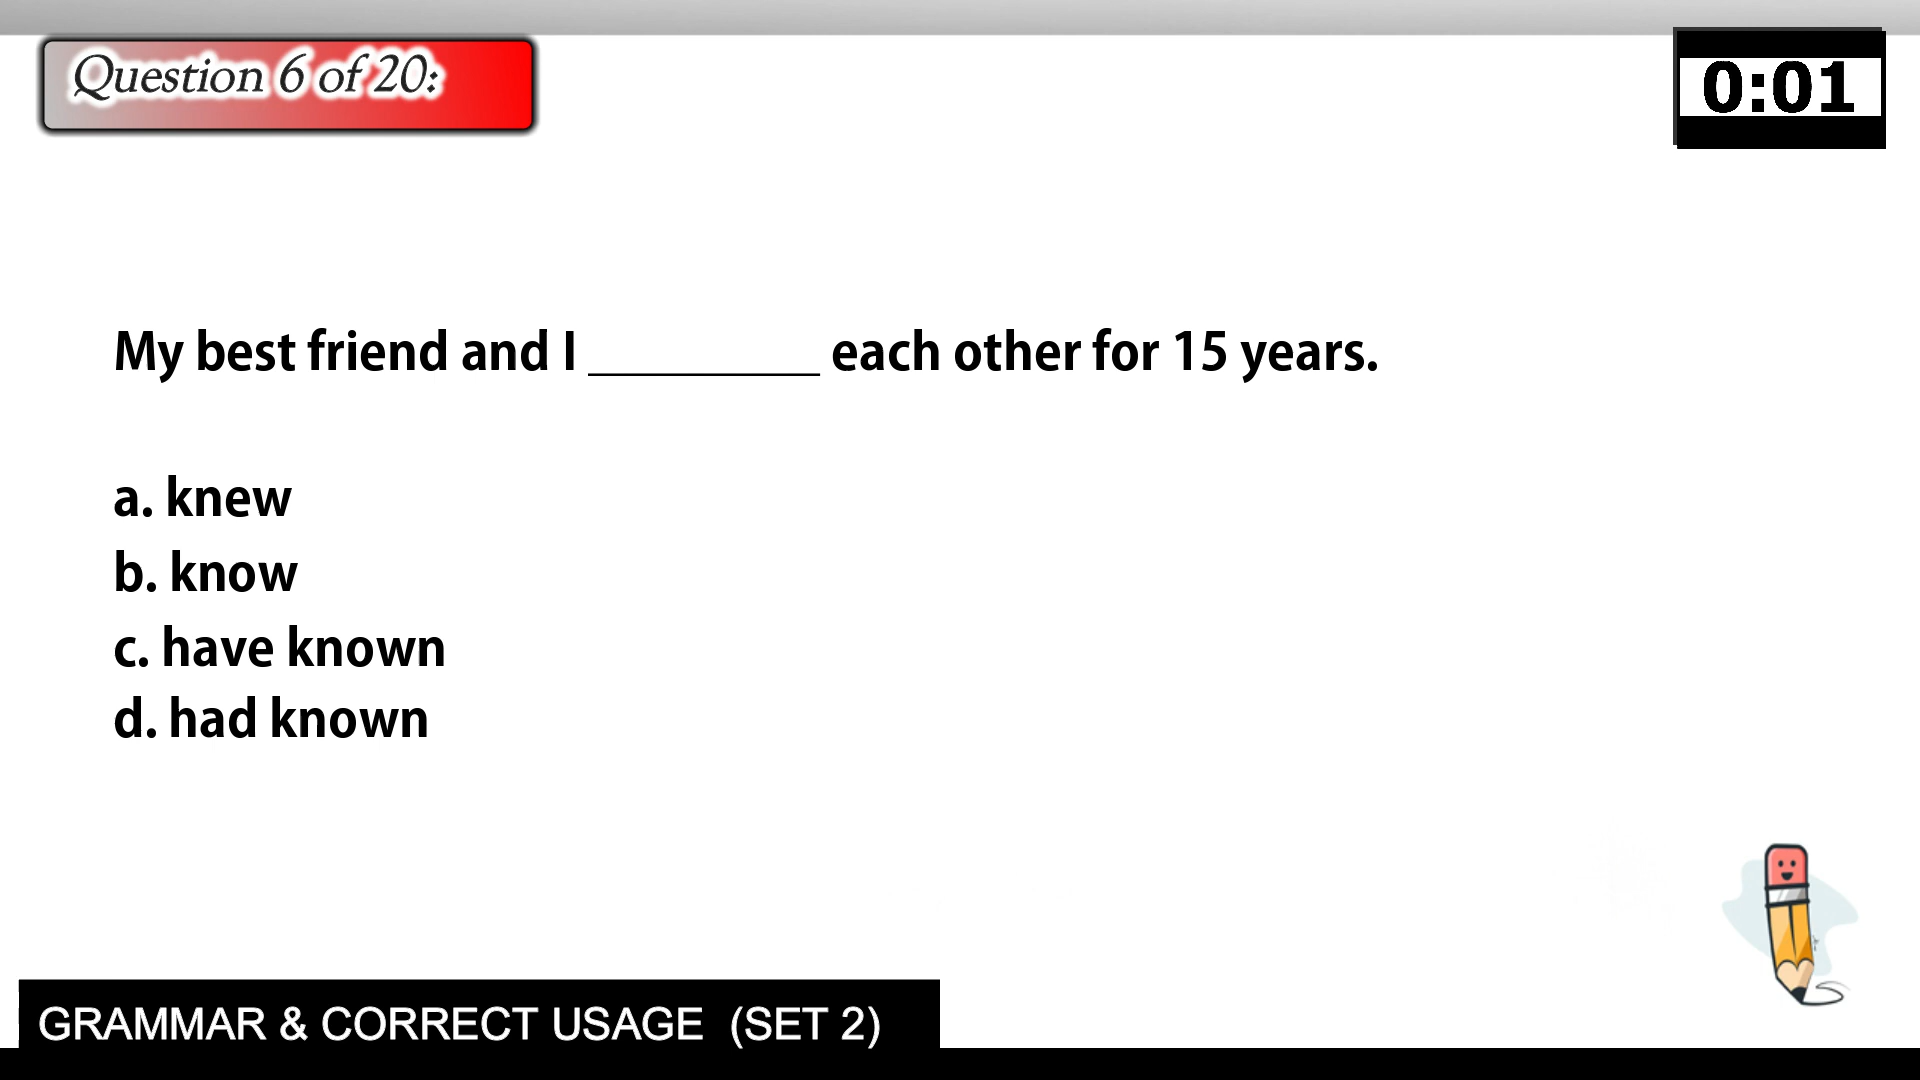 Question 6 of 20:
0:01
My best friend and I _________ each other for 15 years.
a. knew
b. know
c. have known
d. had known
GRAMMAR & CORRECT USAGE (SET 2)